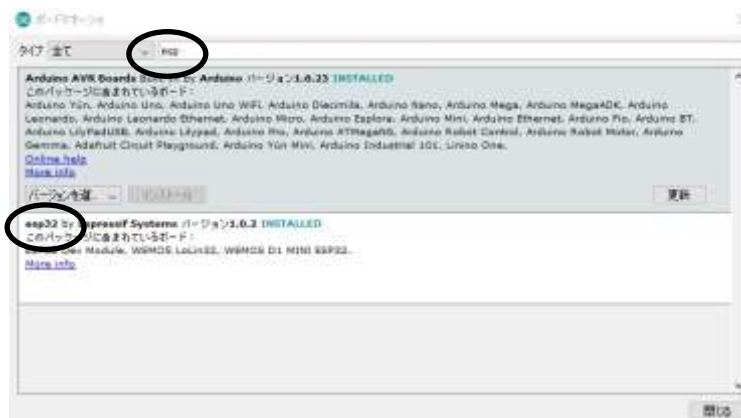 ボードマネージャ
タイプ 全て esp
Arduino AVR Boards Built-In by Arduino バージョン1.6.23 INSTALLED
このパッケージに含まれているボード:
Arduino Yún, Arduino Uno, Arduino Uno WiFi, Arduino Diecimila, Arduino Nano, Arduino Mega, Arduino MegaADK, Arduino
Leonardo, Arduino Leonardo Ethernet, Arduino Micro, Arduino Esplora, Arduino Mini, Arduino Ethernet, Arduino Fio, Arduino BT,
Arduino LilyPadUSB, Arduino Lilypad, Arduino Pro, Arduino ATMegaNG, Arduino Robot Control, Arduino Robot Motor, Arduino
Gemma, Adafruit Circuit Playground, Arduino Yún Mini, Arduino Industrial 101, Linino One.
Online help
More info
バージョンを選... インストール 更新
esp32 by Espressif Systems バージョン1.0.2 INSTALLED
このパッケージに含まれているボード:
Dev Module, WEMOS LoLin32, WEMOS D1 MINI ESP32.
More info
閉じる